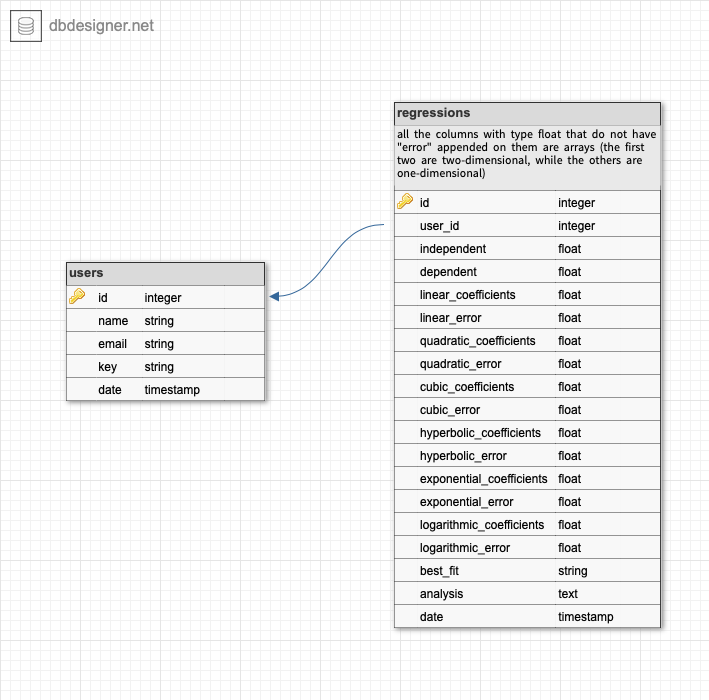 dbdesigner.net
regressions
all the columns with type float that do not have
"error" appended on them are arrays (the first
two are two-dimensional, while the others are
one-dimensional)
id integer
user_id integer
independent float
dependent float
linear_coefficients float
linear_error float
quadratic_coefficients float
quadratic_error float
cubic_coefficients float
cubic_error float
hyperbolic_coefficients float
hyperbolic_error float
exponential_coefficients float
exponential_error float
logarithmic_coefficients float
logarithmic_error float
best_fit string
analysis text
date timestamp
users
id integer
name string
email string
key string
date timestamp